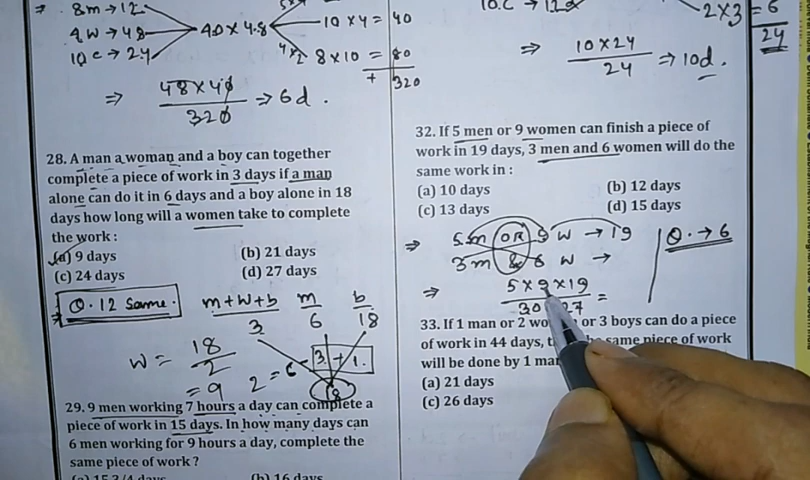 8m → 12
4W → 48
10C → 24
40 × 4.8
10 × 4 = 40
8 × 10 = 80
+ 320
⇒ 48 × 40 / 320 ⇒ 6d.
28. A man a woman and a boy can together
complete a piece of work in 3 days if a man
alone can do it in 6 days and a boy alone in 18
days how long will a women take to complete
the work :
(a) 9 days
(b) 21 days
(c) 24 days
(d) 27 days
Q.12 Same.
m+w+b / 3
m / 6
b / 18
W = 18 / 2
= 9
2 = 6 - 3 + 1.
18
29. 9 men working 7 hours a day can complete a
piece of work in 15 days. In how many days can
6 men working for 9 hours a day, complete the
same piece of work ?
2×3 = 6
24
⇒ 10×24 / 24 ⇒ 10d.
32. If 5 men or 9 women can finish a piece of
work in 19 days, 3 men and 6 women will do the
same work in :
(a) 10 days
(b) 12 days
(c) 13 days
(d) 15 days
⇒ 5m OR 9 W → 19
3m & 6 W →
Q. → 6
⇒ 5×9×19
30 27 =
33. If 1 man or 2 or 3 boys can do a piece
of work in 44 days, same piece of work
will be done by 1
(a) 21 days
(c) 26 days